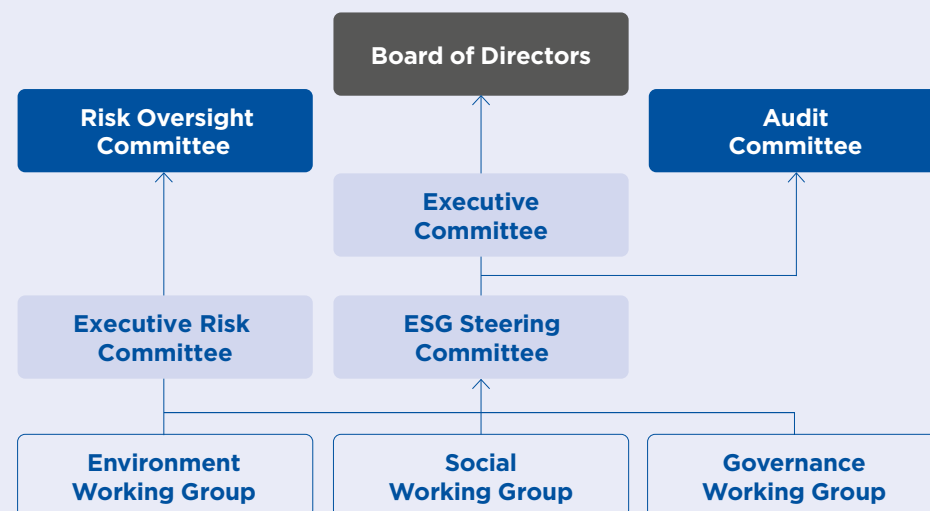 Board of Directors
Risk Oversight
Committee
Audit
Committee
Executive
Committee
Executive Risk
Committee
ESG Steering
Committee
Environment
Working Group
Social
Working Group
Governance
Working Group